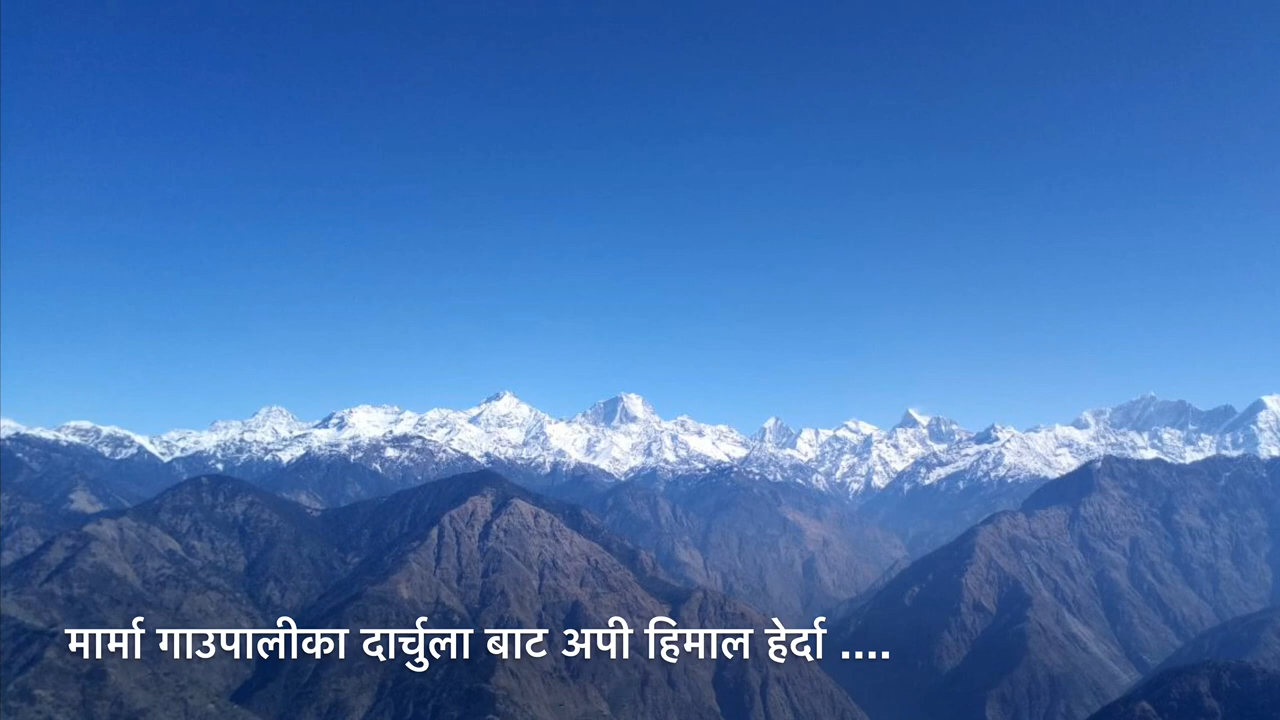 मार्मा गाउपालीका दार्चुला बाट अपी हिमाल हेर्दा ....